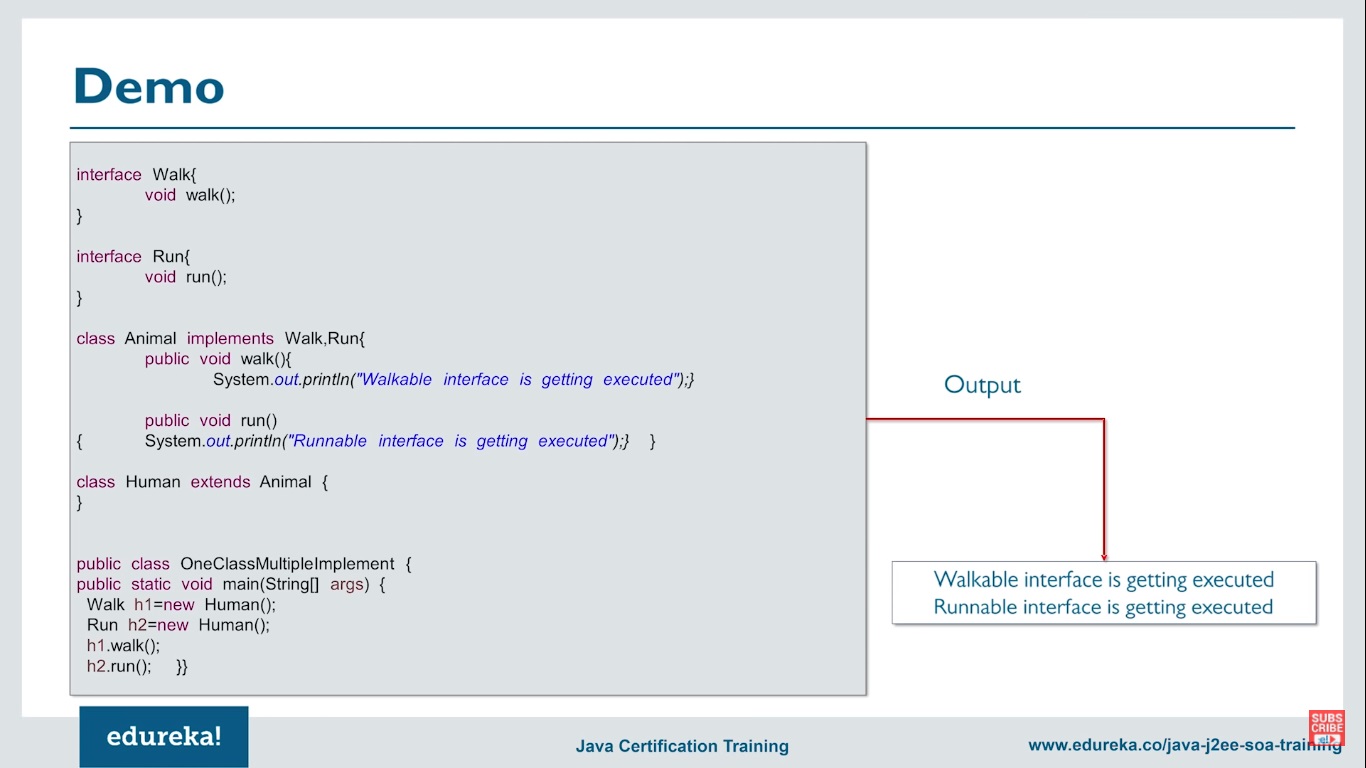 Demo
interface Walk{
void walk();
}
interface Run{
void run();
}
class Animal implements Walk,Run{
public void walk(){
System.out.println("Walkable interface is getting executed");}
public void run()
{ System.out.println("Runnable interface is getting executed");} }
class Human extends Animal {
}
public class OneClassMultipleImplement {
public static void main(String[] args) {
Walk h1=new Human();
Run h2=new Human();
h1.walk();
h2.run(); }}
Output
Walkable interface is getting executed
Runnable interface is getting executed
edureka!
Java Certification Training
www.edureka.co/java-j2ee-soa-training
SUBS
CRIBE